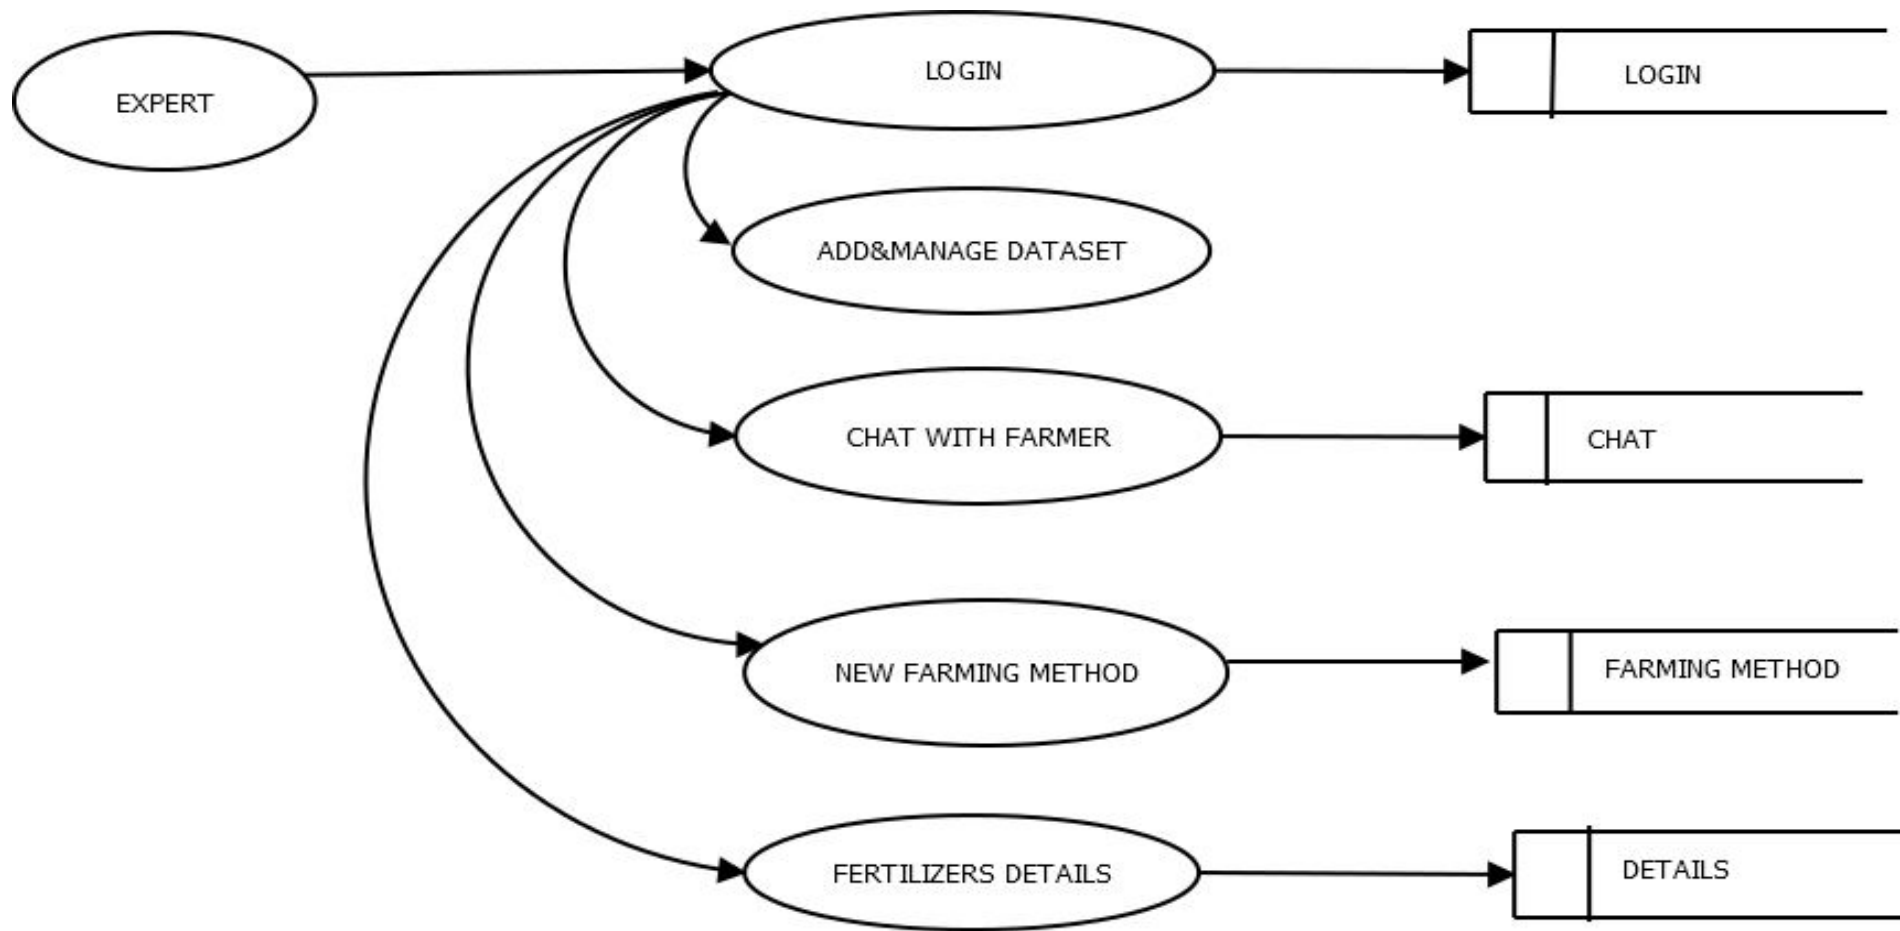 EXPERT
LOGIN
LOGIN
ADD&MANAGE DATASET
CHAT WITH FARMER
CHAT
NEW FARMING METHOD
FARMING METHOD
FERTILIZERS DETAILS
DETAILS